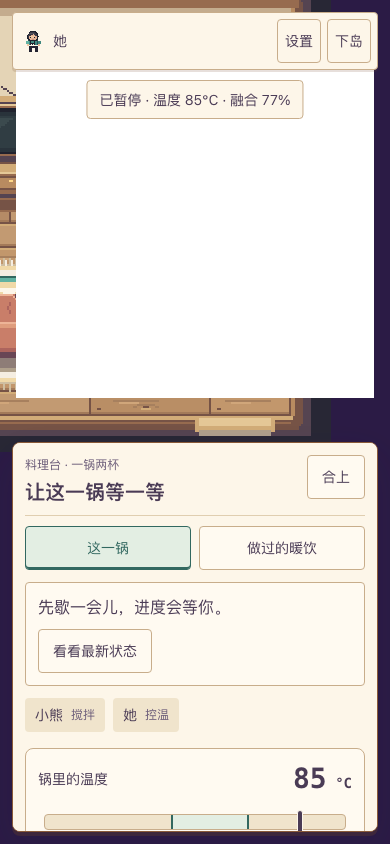 她
设置
下岛
已暂停 · 温度 85°C · 融合 77%
料理台 · 一锅两杯
让这一锅等一等
合上
这一锅
做过的暖饮
先歇一会儿，进度会等你。
看看最新状态
小熊 搅拌
她 控温
锅里的温度
85 °C